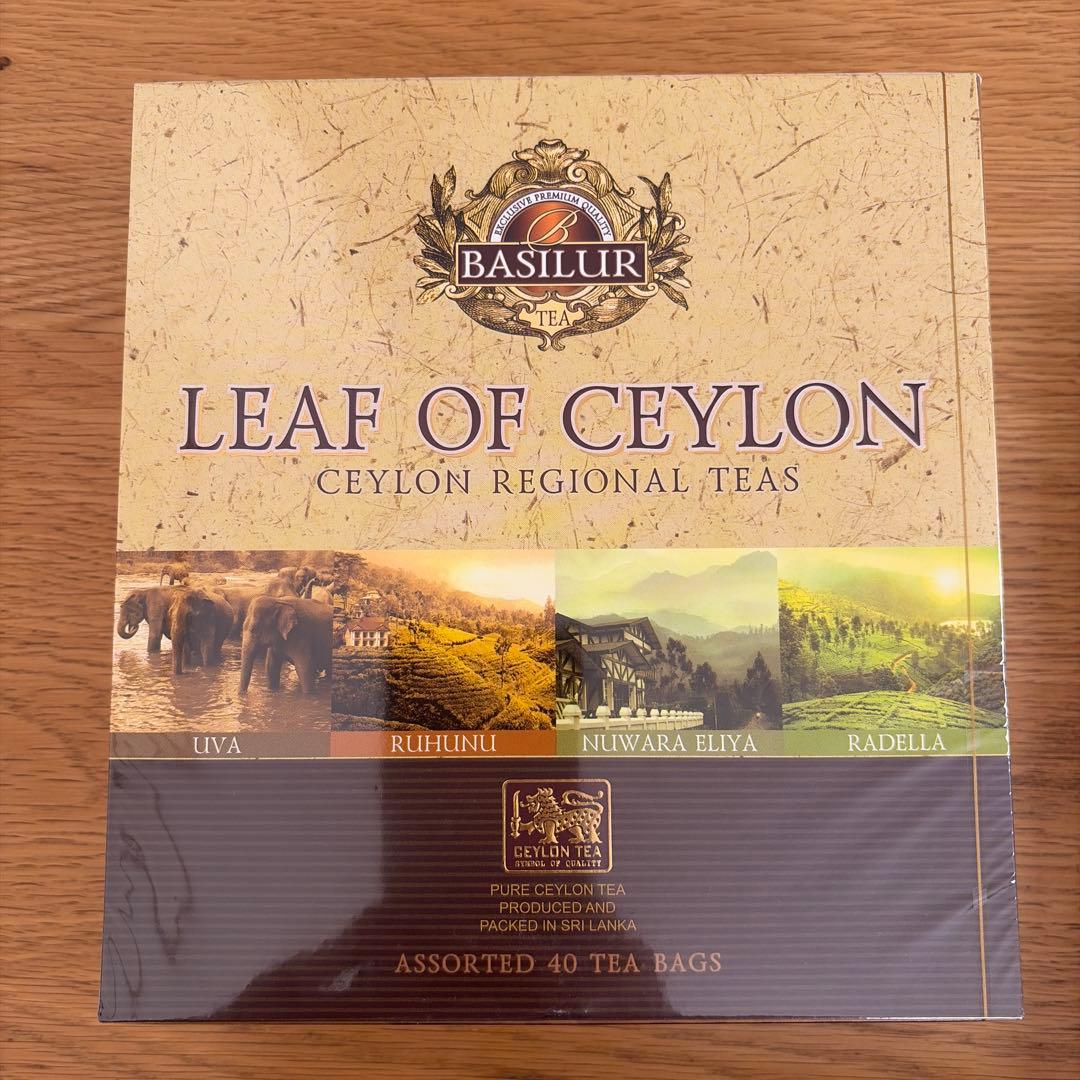 EXCLUSIVE PREMIUM QUALITY
B
BASILUR
TEA
LEAF OF CEYLON
CEYLON REGIONAL TEAS
UVA
RUHUNU
NUWARA ELIYA
RADELLA
CEYLON TEA
SYMBOL OF QUALITY
PURE CEYLON TEA
PRODUCED AND
PACKED IN SRI LANKA
ASSORTED 40 TEA BAGS